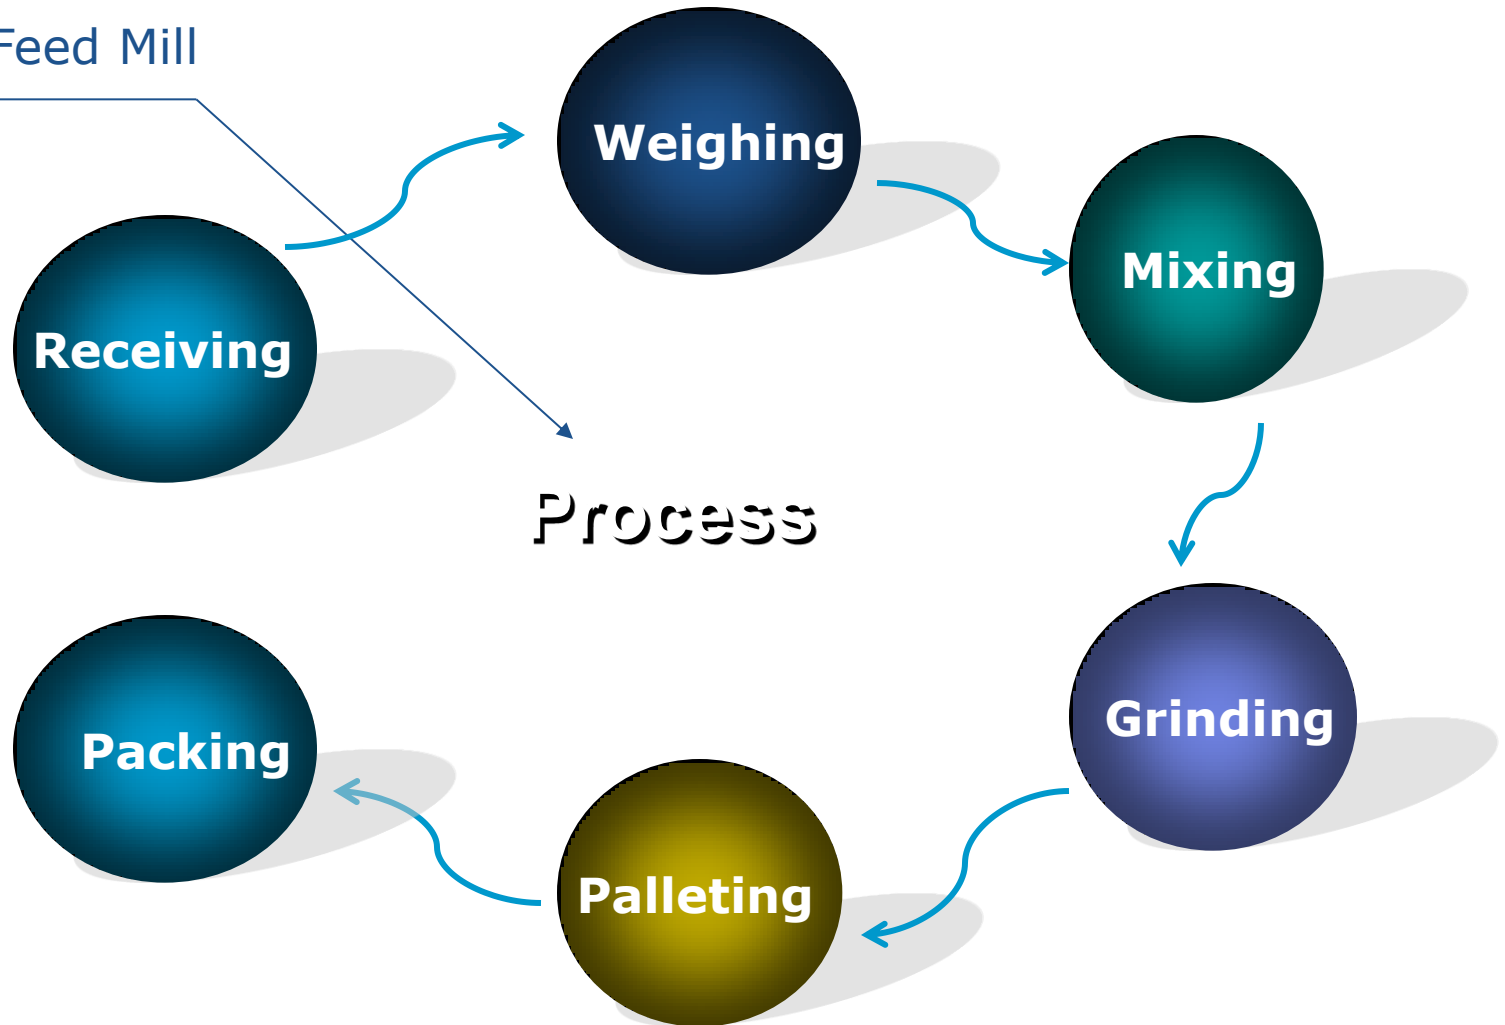 Feed Mill
Weighing
Mixing
Receiving
Process
Grinding
Packing
Palleting